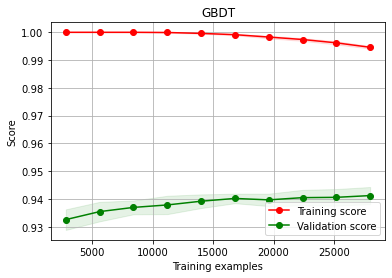 GBDT
1.00
0.99
0.98
0.97
0.96
0.95
0.94
0.93
Score
Training score
Validation score
5000 10000 15000 20000 25000
Training examples